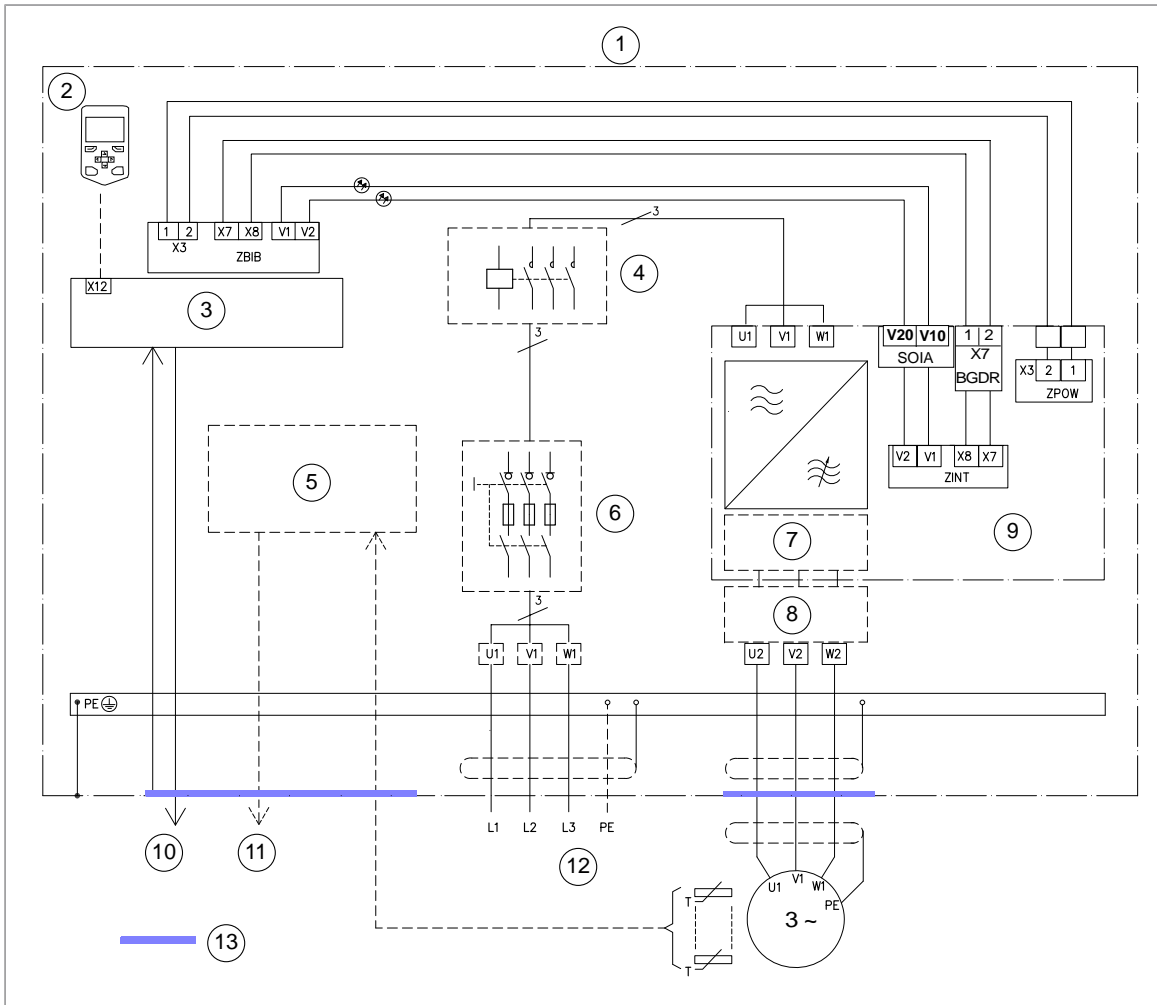 1
2
3
1 2 X7 X8 V1 V2
X3
ZBIB
X12
3
4
3
U1 V1 W1
V20 V10
SOIA
1 2
X7
BGDR
X3 2 1
ZPOW
5
6
V2 V1 X8 X7
ZINT
7
9
3
8
U1 V1 W1
U2 V2 W2
PE
L1 L2 L3 PE
10
11
12
U1 V1 W1
PE
3 ~
T
T
13